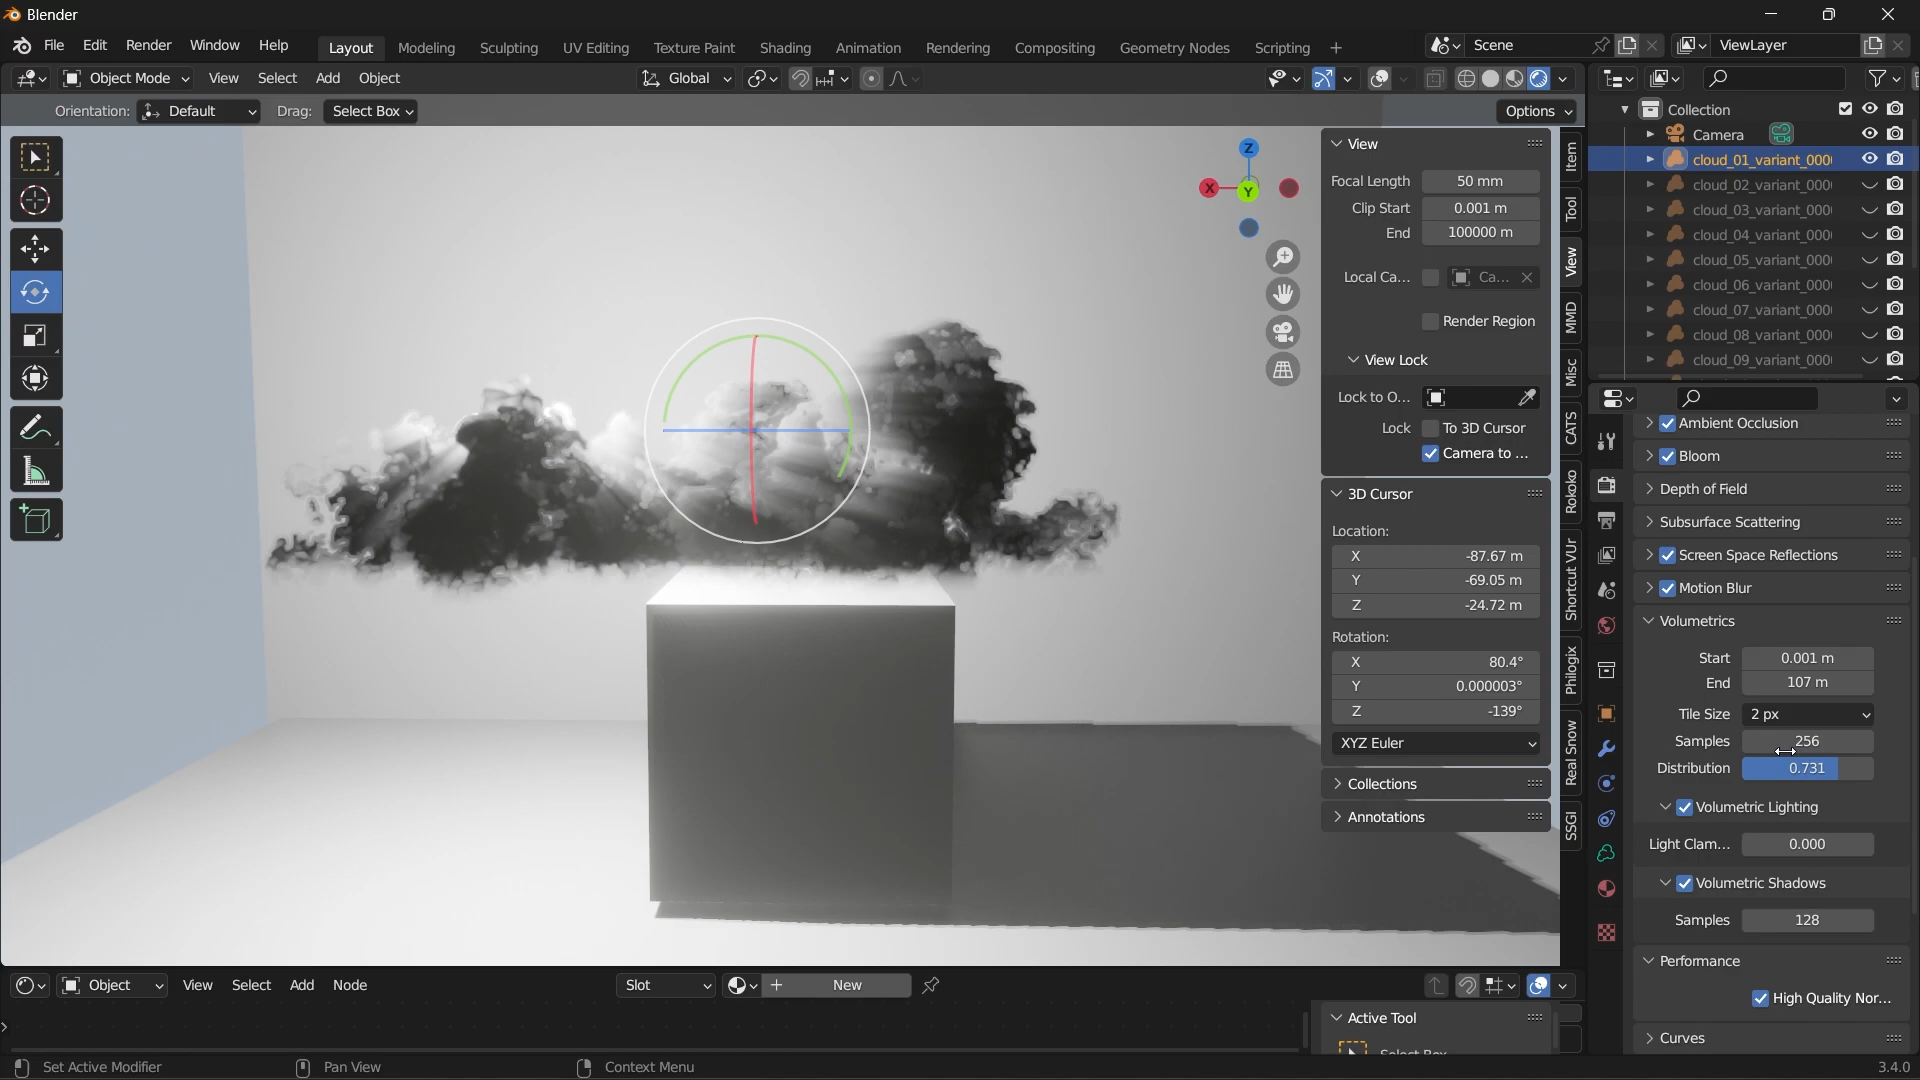 Blender
File Edit Render Window Help Layout Modeling Sculpting UV Editing Texture Paint Shading Animation Rendering Compositing Geometry Nodes Scripting + Scene ViewLayer
Object Mode View Select Add Object Global
Orientation: Default Drag: Select Box Options
Collection
Camera
cloud_01_variant_000
cloud_02_variant_000
cloud_03_variant_000
cloud_04_variant_000
cloud_05_variant_000
cloud_06_variant_000
cloud_07_variant_000
cloud_08_variant_000
cloud_09_variant_000
X Y Z
View
Focal Length 50 mm
Clip Start 0.001 m
End 100000 m
Local Ca... Ca...
Render Region
View Lock
Lock to O...
Lock To 3D Cursor
Camera to ...
3D Cursor
Location:
X -87.67 m
Y -69.05 m
Z -24.72 m
Rotation:
X 80.4°
Y 0.000003°
Z -139°
XYZ Euler
Collections
Annotations
Item
Tool
View
MMD
Misc
CATS
Rokoko
Shortcut VUr
Philogix
Real Snow
SSGI
Ambient Occlusion
Bloom
Depth of Field
Subsurface Scattering
Screen Space Reflections
Motion Blur
Volumetrics
Start 0.001 m
End 107 m
Tile Size 2 px
Samples 256
Distribution 0.731
Volumetric Lighting
Light Clam... 0.000
Volumetric Shadows
Samples 128
Performance
High Quality Nor...
Curves
Object View Select Add Node Slot New
Active Tool
Select Box
Set Active Modifier Pan View Context Menu 3.4.0